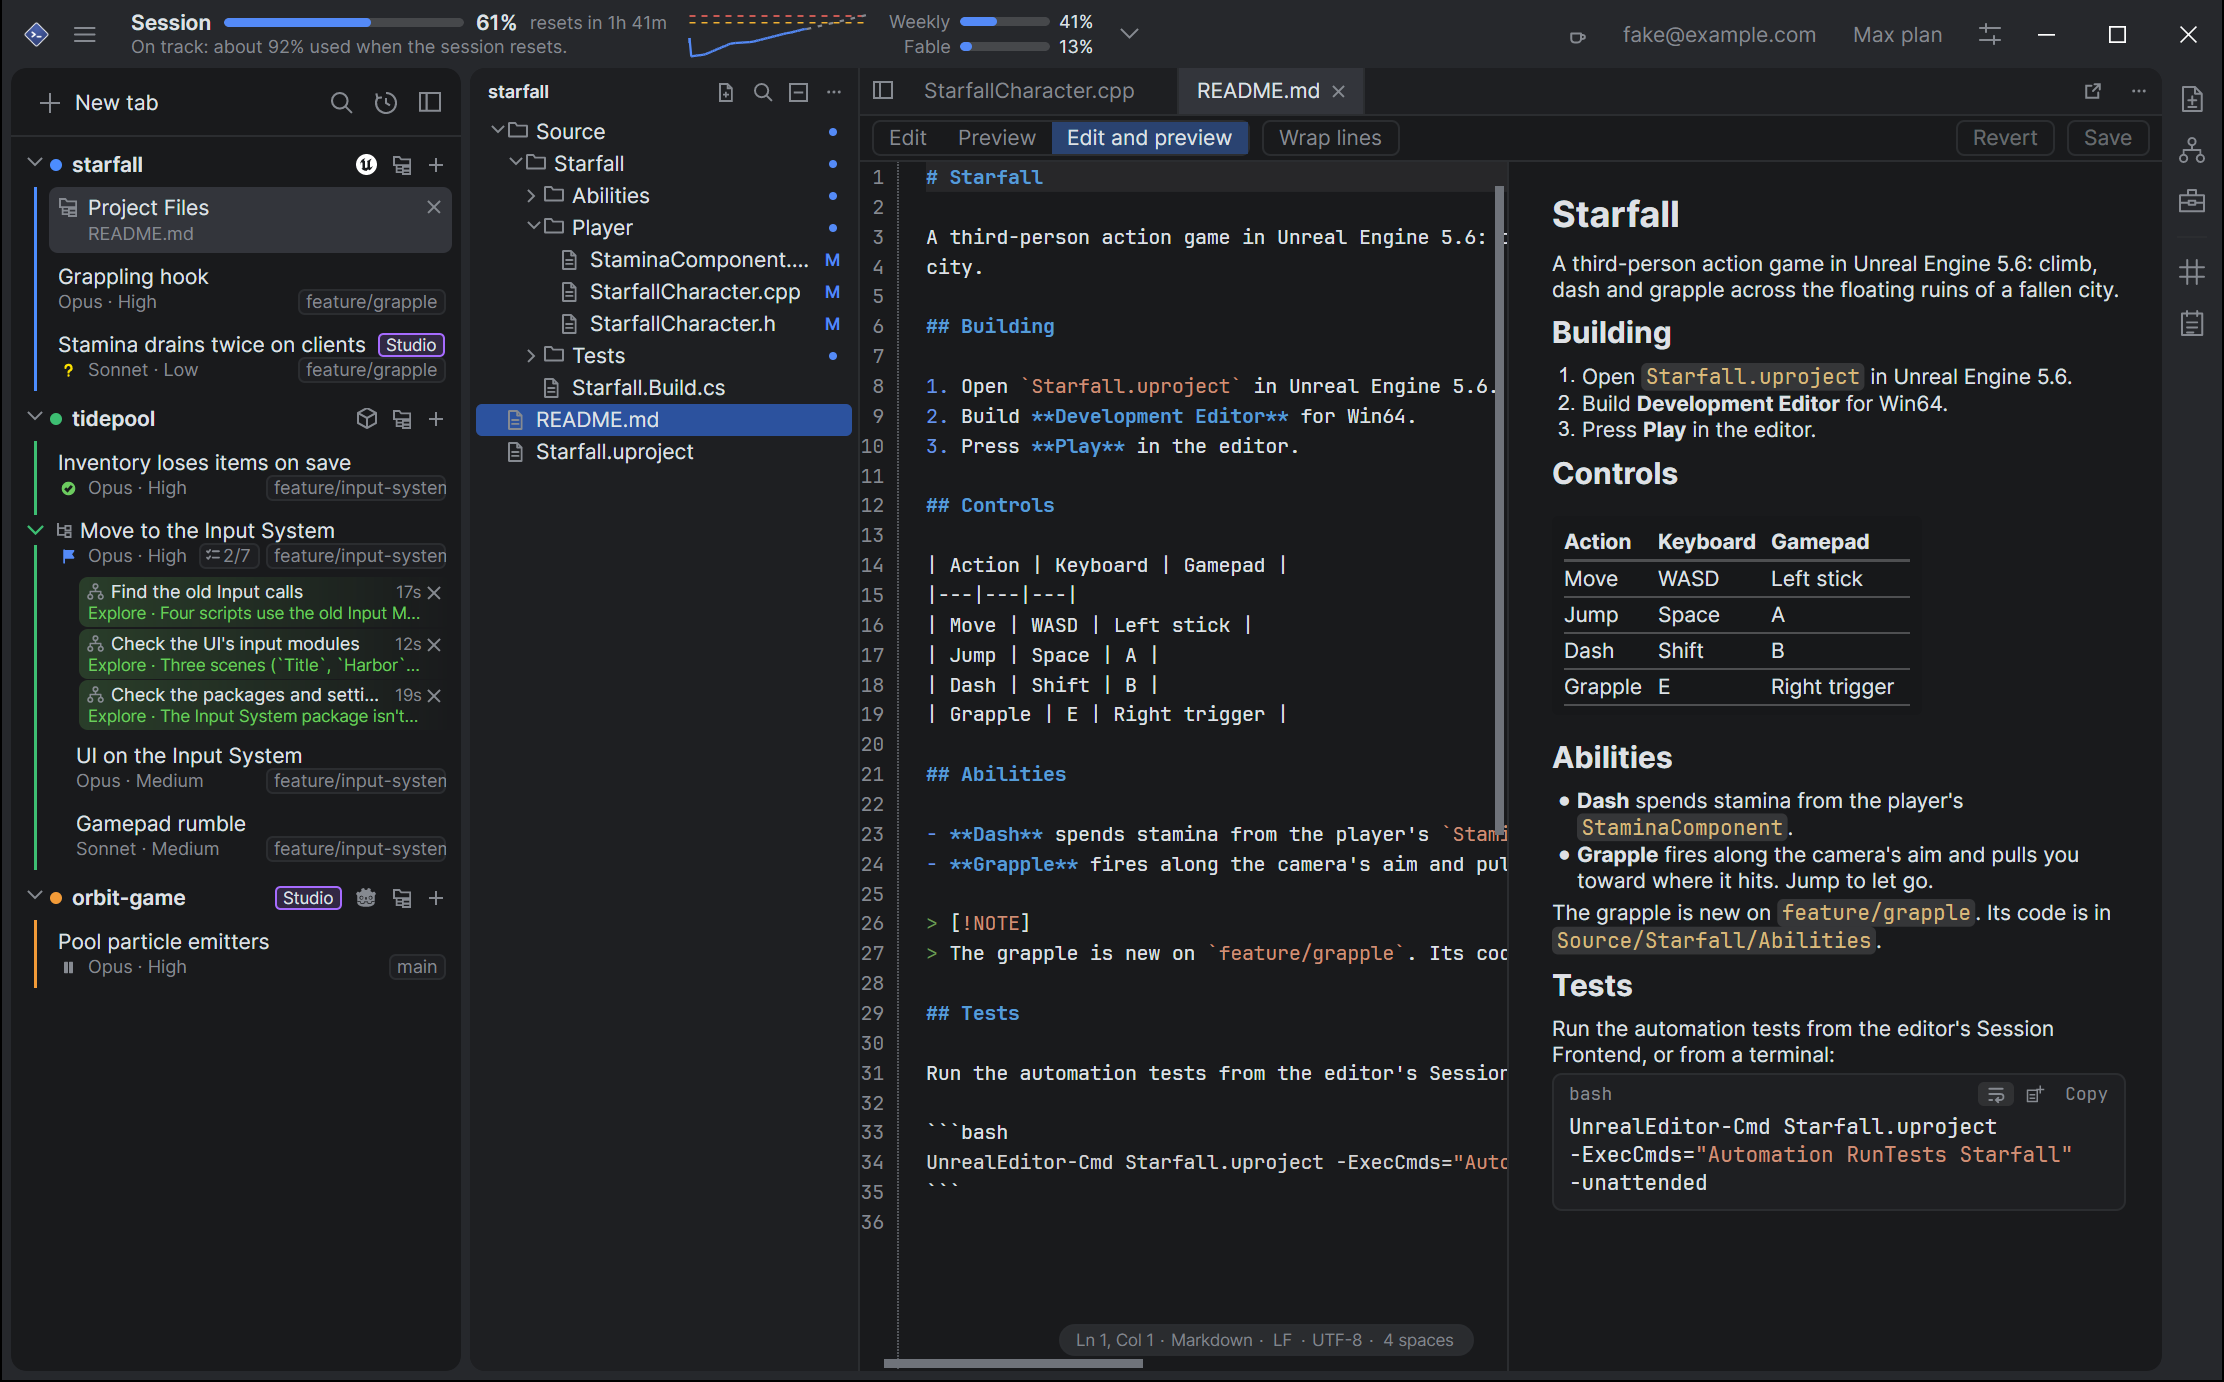 Session 61% resets in 1h 41m
On track: about 92% used when the session resets.
Weekly 41%
Fable 13%
fake@example.com Max plan
New tab
starfall
Project Files
README.md
Grappling hook
Opus · High feature/grapple
Stamina drains twice on clients Studio
? Sonnet · Low feature/grapple
tidepool
Inventory loses items on save
Opus · High feature/input-system
Move to the Input System
Opus · High 2/7 feature/input-system
Find the old Input calls 17s
Explore · Four scripts use the old Input M...
Check the UI's input modules 12s
Explore · Three scenes (`Title`, `Harbor`...
Check the packages and setti... 19s
Explore · The Input System package isn't...
UI on the Input System
Opus · Medium feature/input-system
Gamepad rumble
Sonnet · Medium feature/input-system
orbit-game Studio
Pool particle emitters
Opus · High main
starfall
Source
Starfall
Abilities
Player
StaminaComponent.... M
StarfallCharacter.cpp M
StarfallCharacter.h M
Tests
Starfall.Build.cs
README.md
Starfall.uproject
StarfallCharacter.cpp README.md
Edit Preview Edit and preview Wrap lines Revert Save
1 # Starfall
2
3 A third-person action game in Unreal Engine 5.6:
4 city.
5
6 ## Building
7
8 1. Open `Starfall.uproject` in Unreal Engine 5.6.
9 2. Build **Development Editor** for Win64.
10 3. Press **Play** in the editor.
11
12 ## Controls
13
14 | Action | Keyboard | Gamepad |
15 |---|---|---|
16 | Move | WASD | Left stick |
17 | Jump | Space | A |
18 | Dash | Shift | B |
19 | Grapple | E | Right trigger |
20
21 ## Abilities
22
23 - **Dash** spends stamina from the player's `Stami
24 - **Grapple** fires along the camera's aim and pul
25
26 > [!NOTE]
27 > The grapple is new on `feature/grapple`. Its cod
28
29 ## Tests
30
31 Run the automation tests from the editor's Session
32
33 ```bash
34 UnrealEditor-Cmd Starfall.uproject -ExecCmds="Auto
35 ```
36
Ln 1, Col 1 · Markdown · LF · UTF-8 · 4 spaces
Starfall
A third-person action game in Unreal Engine 5.6: climb,
dash and grapple across the floating ruins of a fallen city.
Building
1. Open Starfall.uproject in Unreal Engine 5.6.
2. Build Development Editor for Win64.
3. Press Play in the editor.
Controls
Action Keyboard Gamepad
Move WASD Left stick
Jump Space A
Dash Shift B
Grapple E Right trigger
Abilities
• Dash spends stamina from the player's
StaminaComponent.
• Grapple fires along the camera's aim and pulls you
toward where it hits. Jump to let go.
The grapple is new on feature/grapple. Its code is in
Source/Starfall/Abilities.
Tests
Run the automation tests from the editor's Session
Frontend, or from a terminal:
bash Copy
UnrealEditor-Cmd Starfall.uproject
-ExecCmds="Automation RunTests Starfall"
-unattended